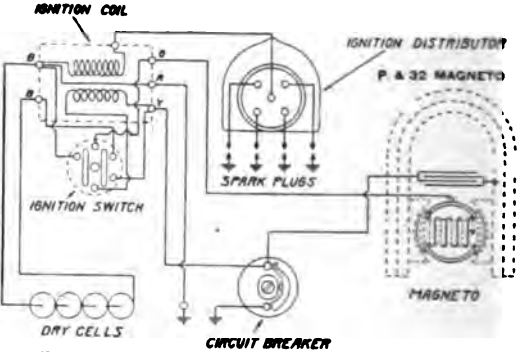 IGNITION COIL
IGNITION DISTRIBUTOR
P. & 32 MAGNETO
B
G
A
R
Y
SPARK PLUGS
IGNITION SWITCH
MAGNETO
DRY CELLS
CIRCUIT BREAKER